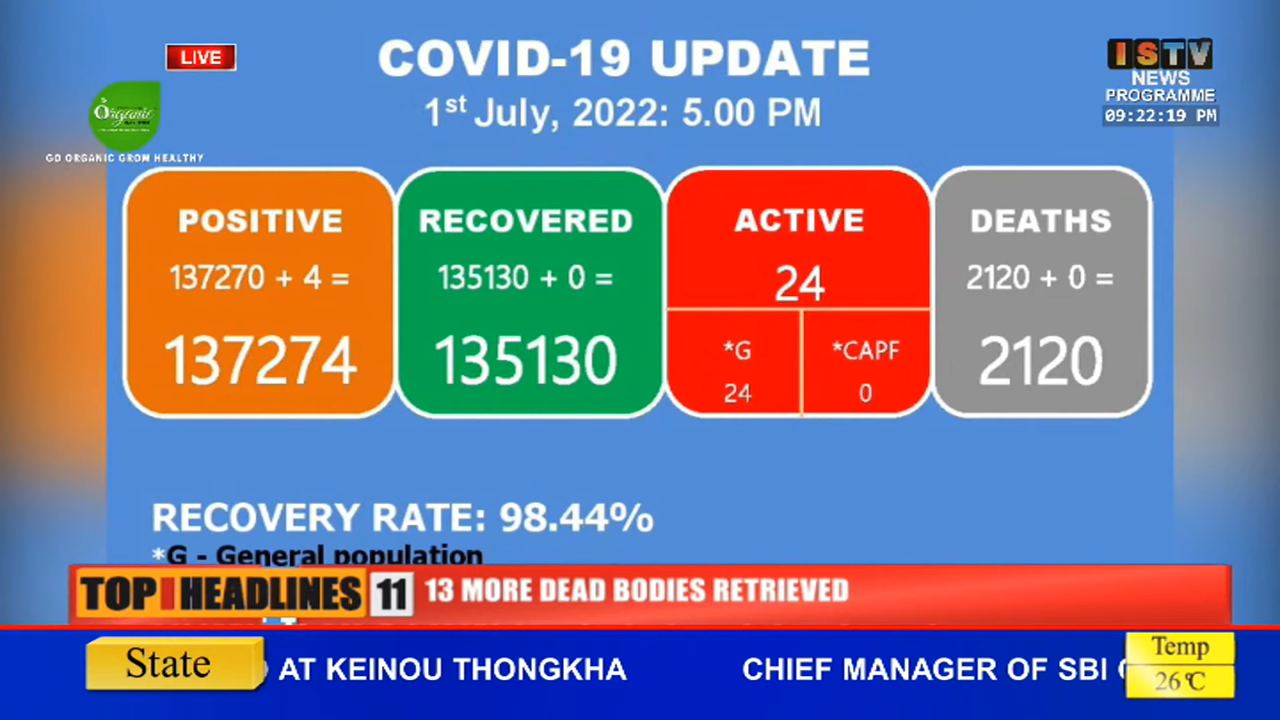 LIVE
COVID-19 UPDATE
1st July, 2022: 5.00 PM
ISTV
NEWS
PROGRAMME
09:22:19 PM
Organic
GO ORGANIC GROW HEALTHY
POSITIVE
137270 + 4 =
137274
RECOVERED
135130 + 0 =
135130
ACTIVE
24
*G
24
*CAPF
0
DEATHS
2120 + 0 =
2120
RECOVERY RATE: 98.44%
*G - General population
TOP HEADLINES 11 13 MORE DEAD BODIES RETRIEVED
State AT KEINOU THONGKHA CHIEF MANAGER OF SBI
Temp
26°C